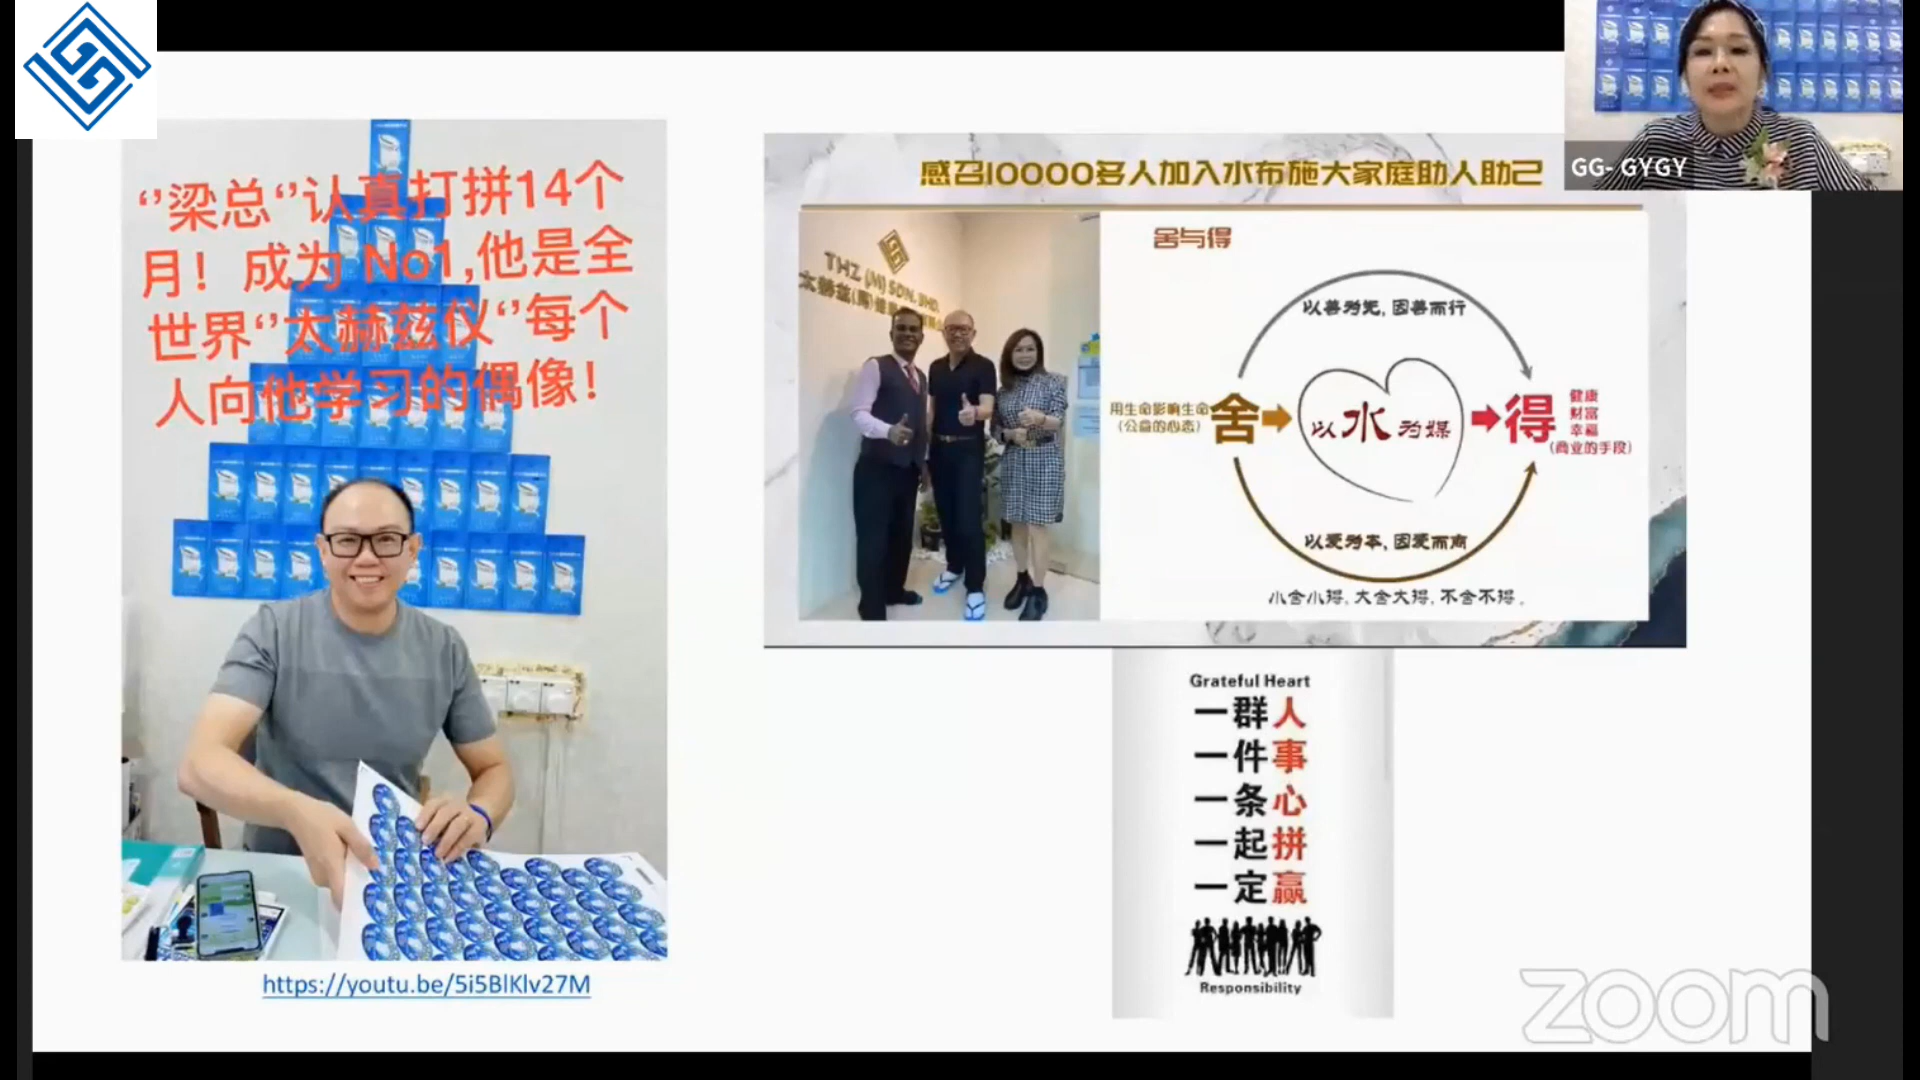 ‘’梁总‘’认真打拼14个
月！成为 No1,他是全
世界‘’太赫兹仪‘’每个
人向他学习的偶像！
https://youtu.be/5i5BlKlv27M
感召10000多人加入水布施大家庭助人助己
THZ (M) SDN. BHD.
舍与得
以善为先, 因善而行
用生命影响生命
(公益的心态)
舍
以水为媒
得
健康
财富
幸福
(商业的手段)
以爱为本, 因爱而商
小舍小得, 大舍大得, 不舍不得。
Grateful Heart
一群人
一件事
一条心
一起拼
一定赢
Responsibility
GG- GYGY
zoom